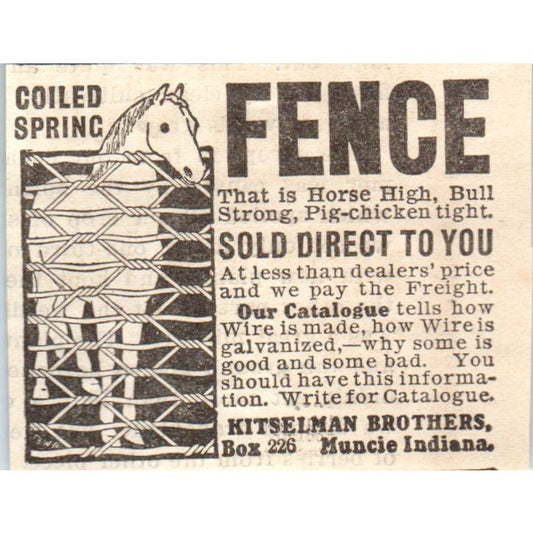 COILED
SPRING
FENCE
That is Horse High, Bull
Strong, Pig-chicken tight.
SOLD DIRECT TO YOU
At less than dealers' price
and we pay the Freight.
Our Catalogue tells how
Wire is made, how Wire is
galvanized,—why some is
good and some bad. You
should have this informa-
tion. Write for Catalogue.
KITSELMAN BROTHERS,
Box 226 Muncie Indiana.